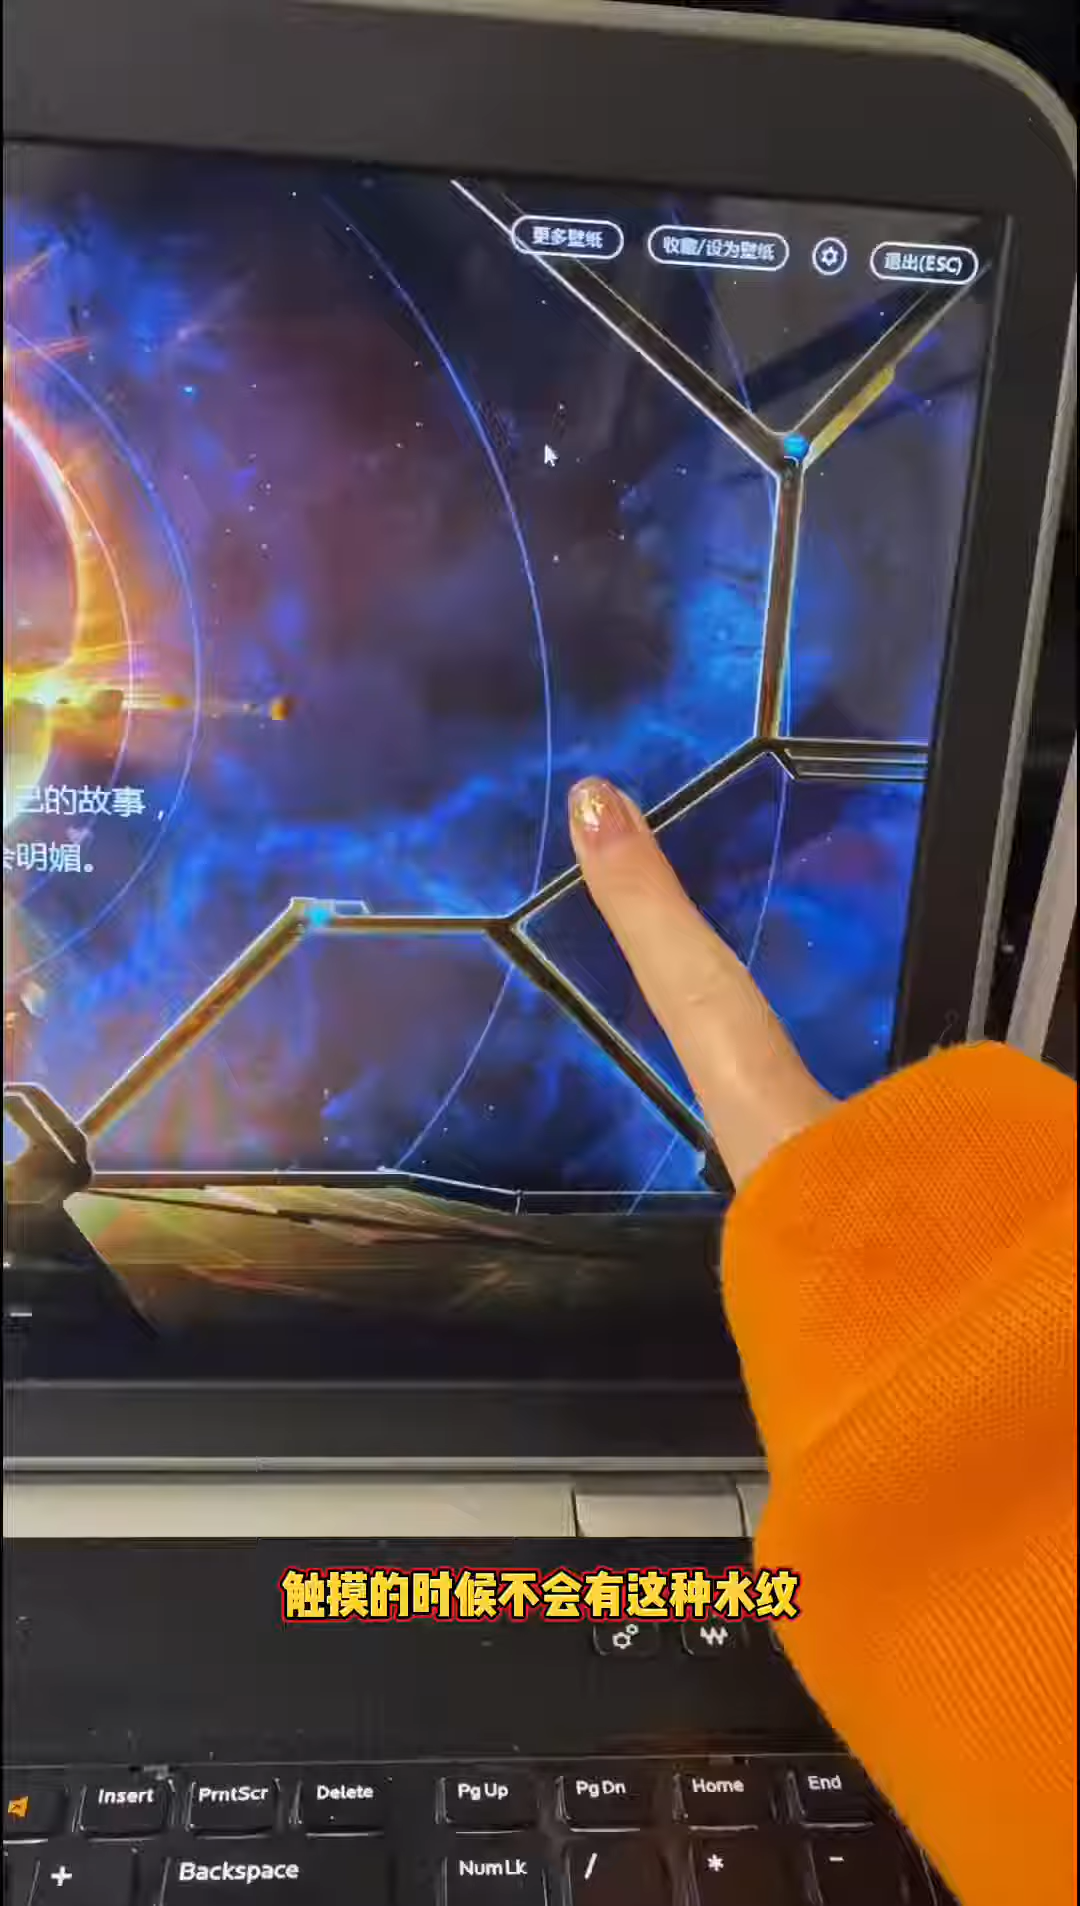 更多壁纸
收藏/设为壁纸
退出(ESC)
己的故事，
会明媚。
触摸的时候不会有这种水纹
Insert
PrntScr
Delete
Pg Up
Pg Dn
Home
End
+
Backspace
Num Lk
/
*
-